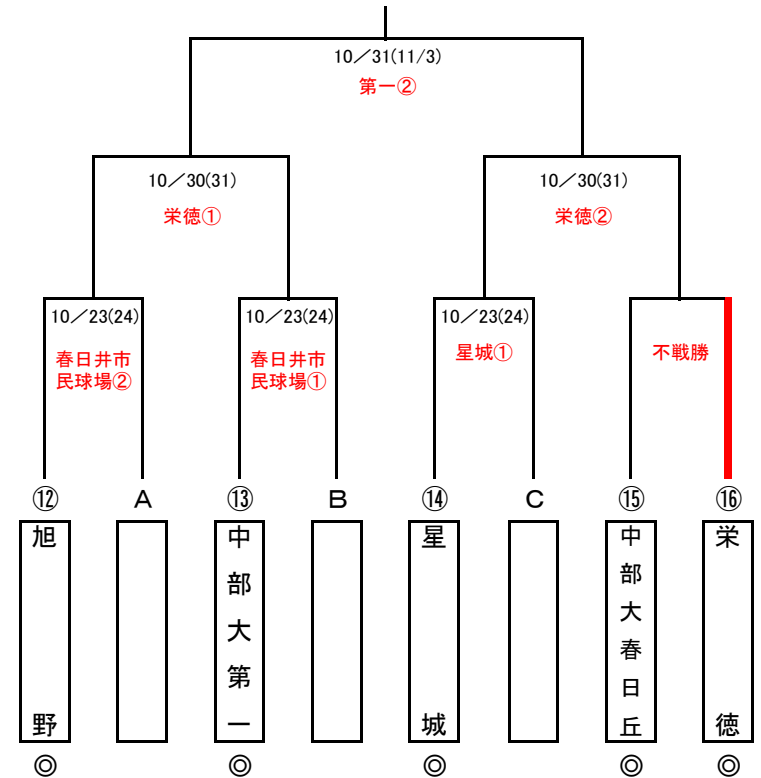 10/31(11/3)
第一②
10/30(31)
10/30(31)
栄徳①
栄徳②
10/23(24)
10/23(24)
10/23(24)
春日井市
民球場②
春日井市
民球場①
星城①
不戦勝
⑫
A
⑬
B
⑭
C
⑮
⑯
旭野
中部大第一
星城
中部大春日丘
栄徳
◎
◎
◎
◎
◎